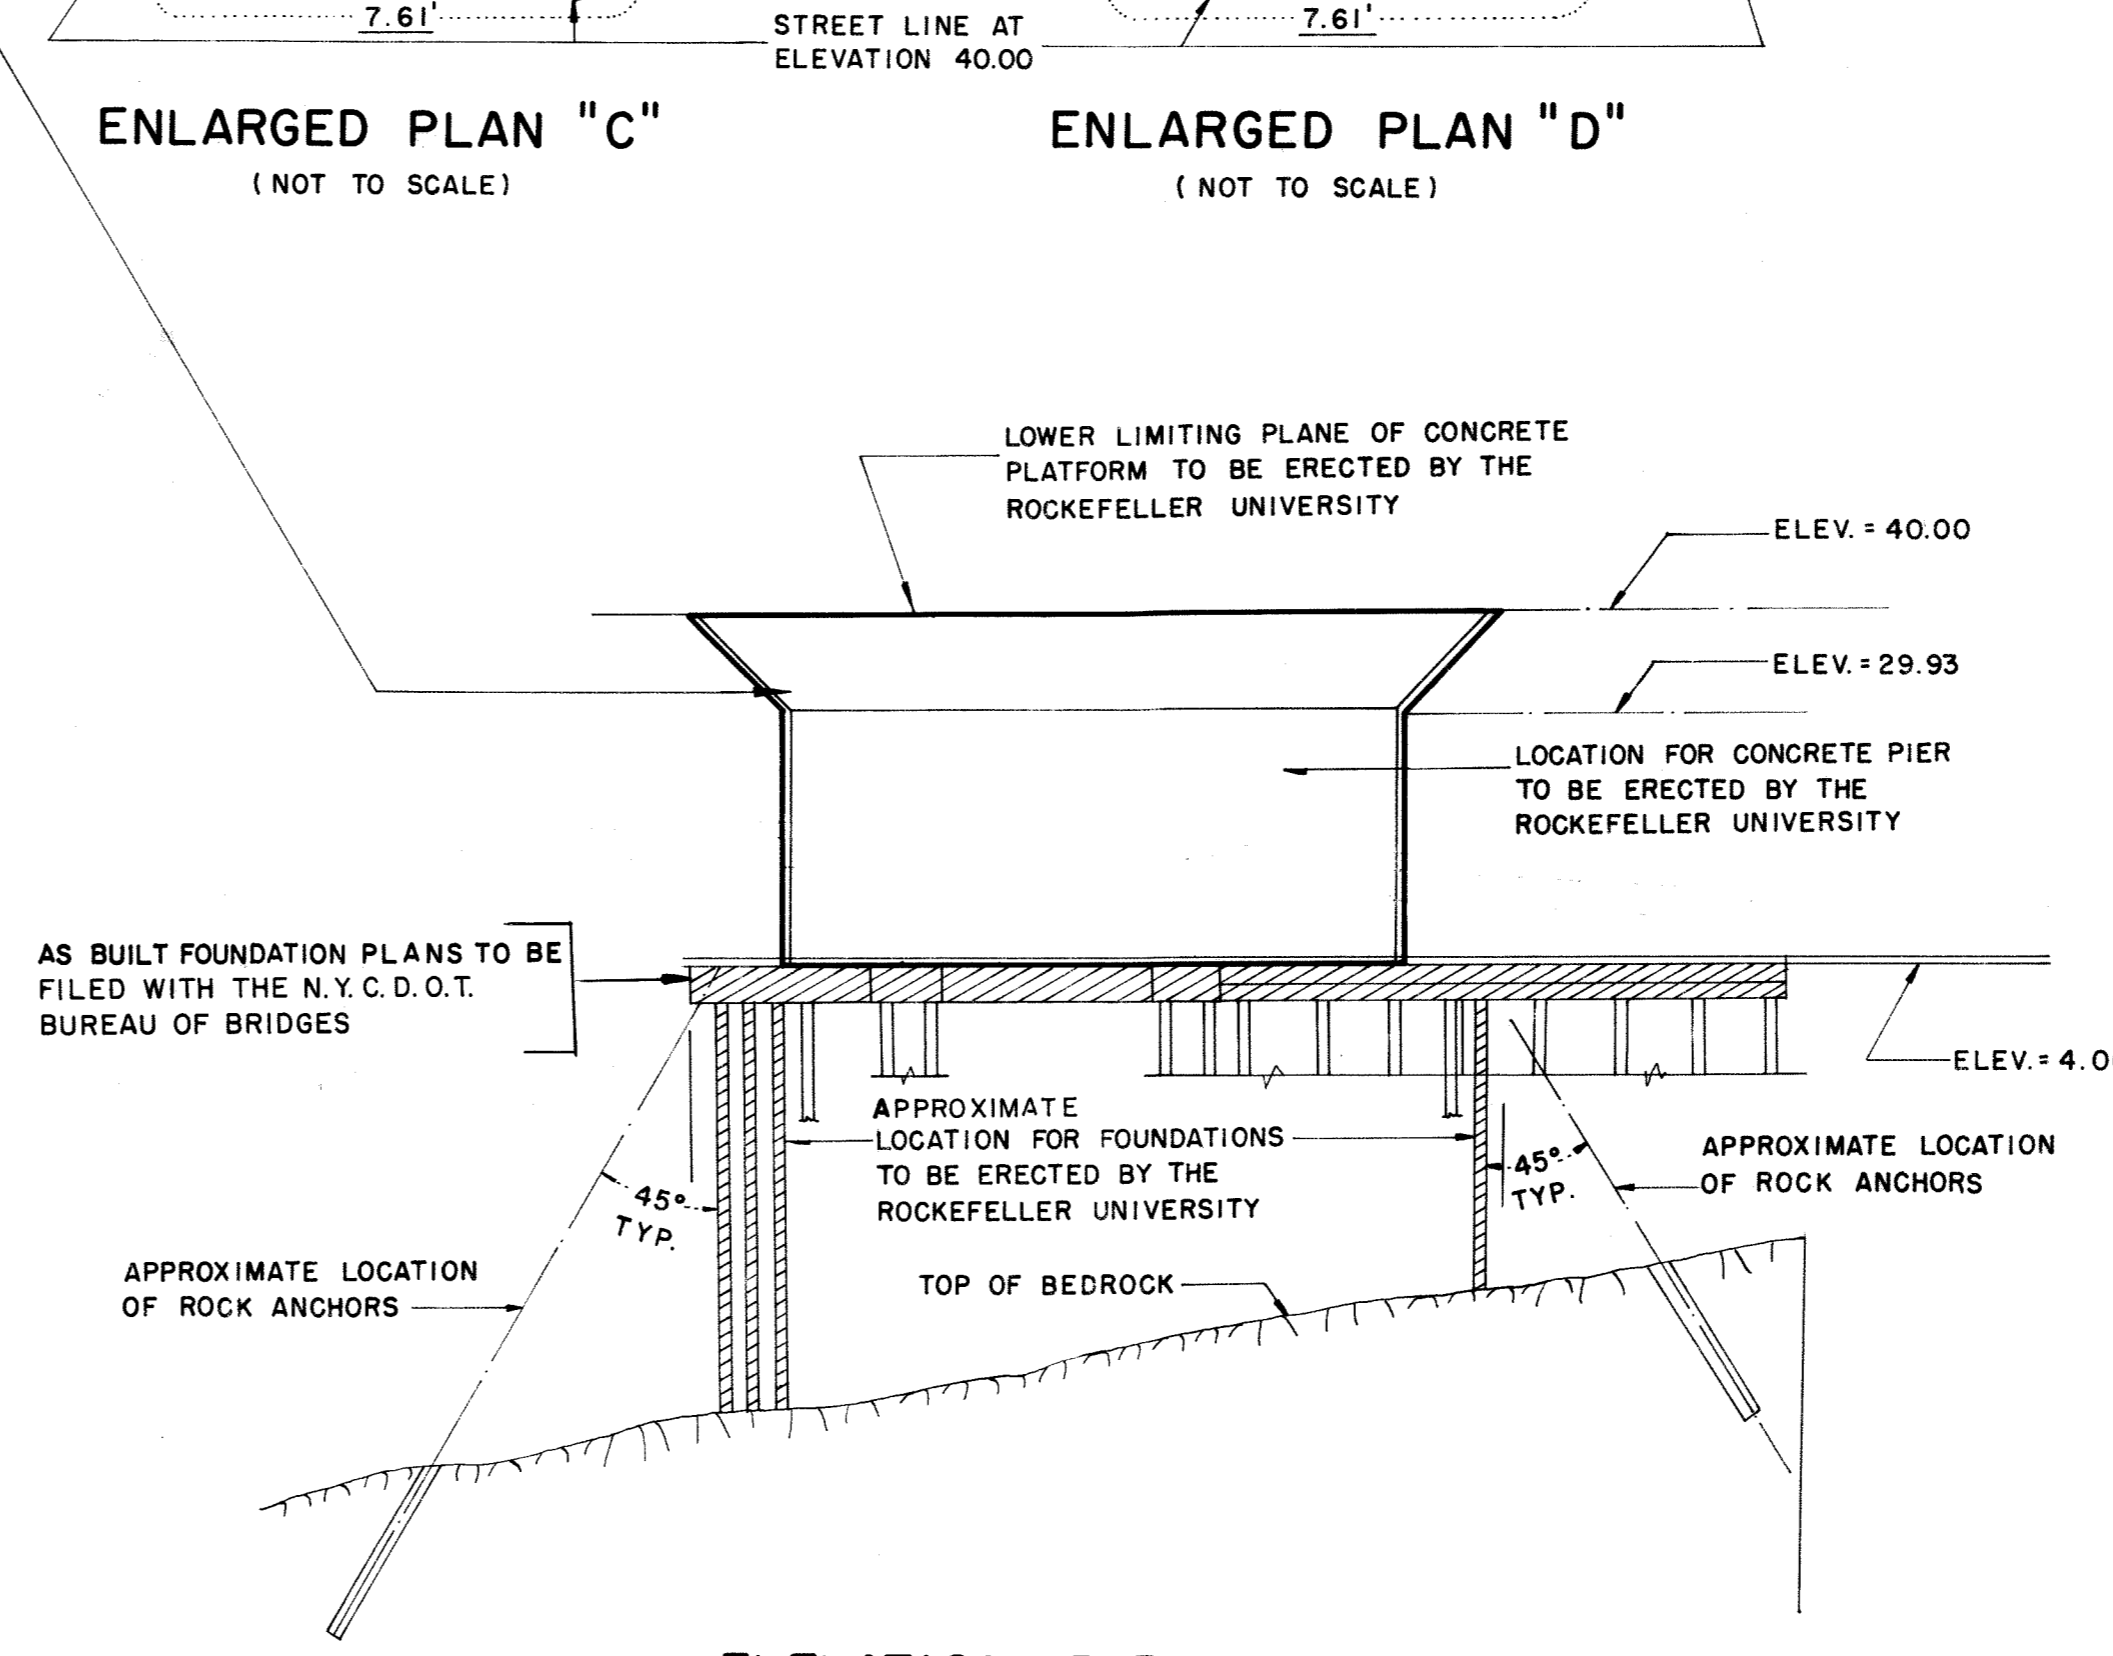 7.61'
7.61'
STREET LINE AT
ELEVATION 40.00
ENLARGED PLAN "C"
(NOT TO SCALE)
ENLARGED PLAN "D"
(NOT TO SCALE)
LOWER LIMITING PLANE OF CONCRETE
PLATFORM TO BE ERECTED BY THE
ROCKEFELLER UNIVERSITY
ELEV. = 40.00
ELEV. = 29.93
LOCATION FOR CONCRETE PIER
TO BE ERECTED BY THE
ROCKEFELLER UNIVERSITY
AS BUILT FOUNDATION PLANS TO BE
FILED WITH THE N.Y.C.D.O.T.
BUREAU OF BRIDGES
ELEV. = 4.0
APPROXIMATE
LOCATION FOR FOUNDATIONS
TO BE ERECTED BY THE
ROCKEFELLER UNIVERSITY
45°
TYP.
45°
TYP.
APPROXIMATE LOCATION
OF ROCK ANCHORS
APPROXIMATE LOCATION
OF ROCK ANCHORS
TOP OF BEDROCK